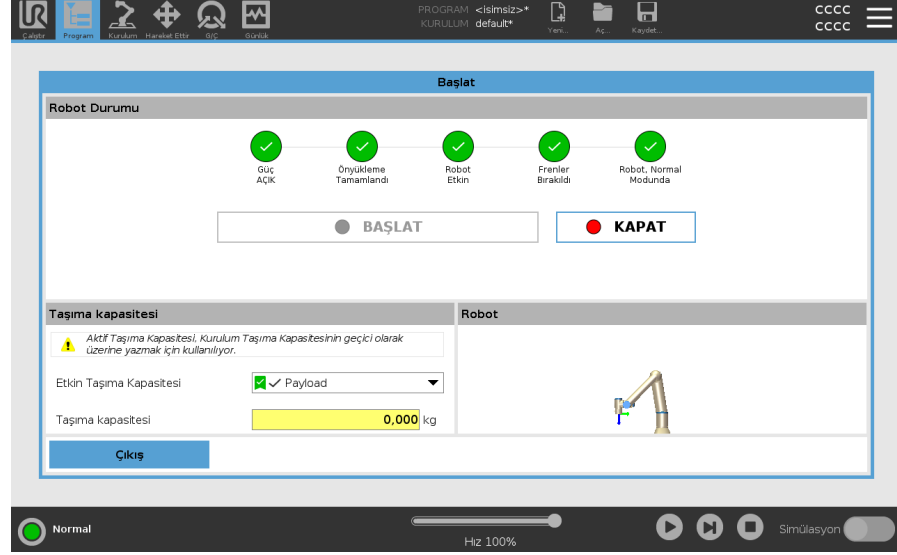 UR
PROGRAM <isimsiz>*
KURULUM default*
Çalıştır
Program
Kurulum
Hareket Ettir
G/Ç
Günlük
Yeni...
Aç...
Kaydet...
CCCC
CCCC
Başlat
Robot Durumu
Güç
AÇIK
Önyükleme
Tamamlandı
Robot
Etkin
Frenler
Bırakıldı
Robot, Normal
Modunda
BAŞLAT
KAPAT
Taşıma kapasitesi
Robot
Aktif Taşıma Kapasitesi, Kurulum Taşıma Kapasitesinin geçici olarak
üzerine yazmak için kullanılıyor.
Etkin Taşıma Kapasitesi
Payload
Taşıma kapasitesi
0,000 kg
Çıkış
Normal
Hız 100%
Simülasyon